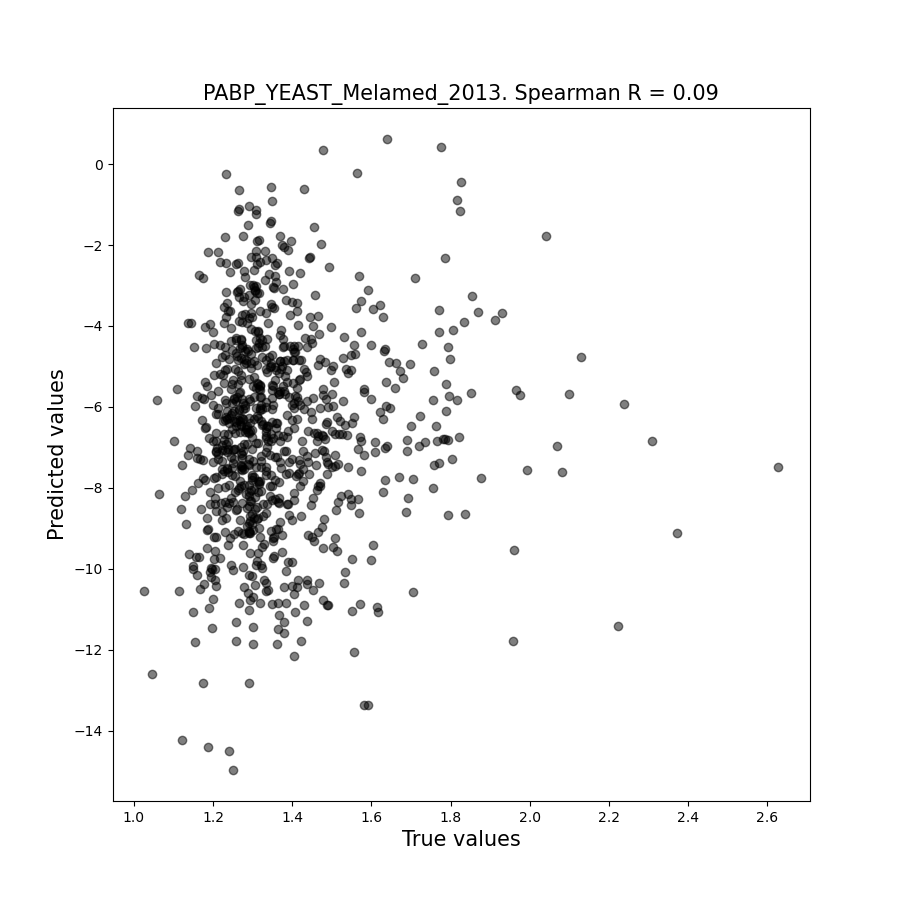 PABP_YEAST_Melamed_2013. Spearman R = 0.09
0
−2
−4
−6
−8
−10
−12
−14
Predicted values
1.0 1.2 1.4 1.6 1.8 2.0 2.2 2.4 2.6
True values